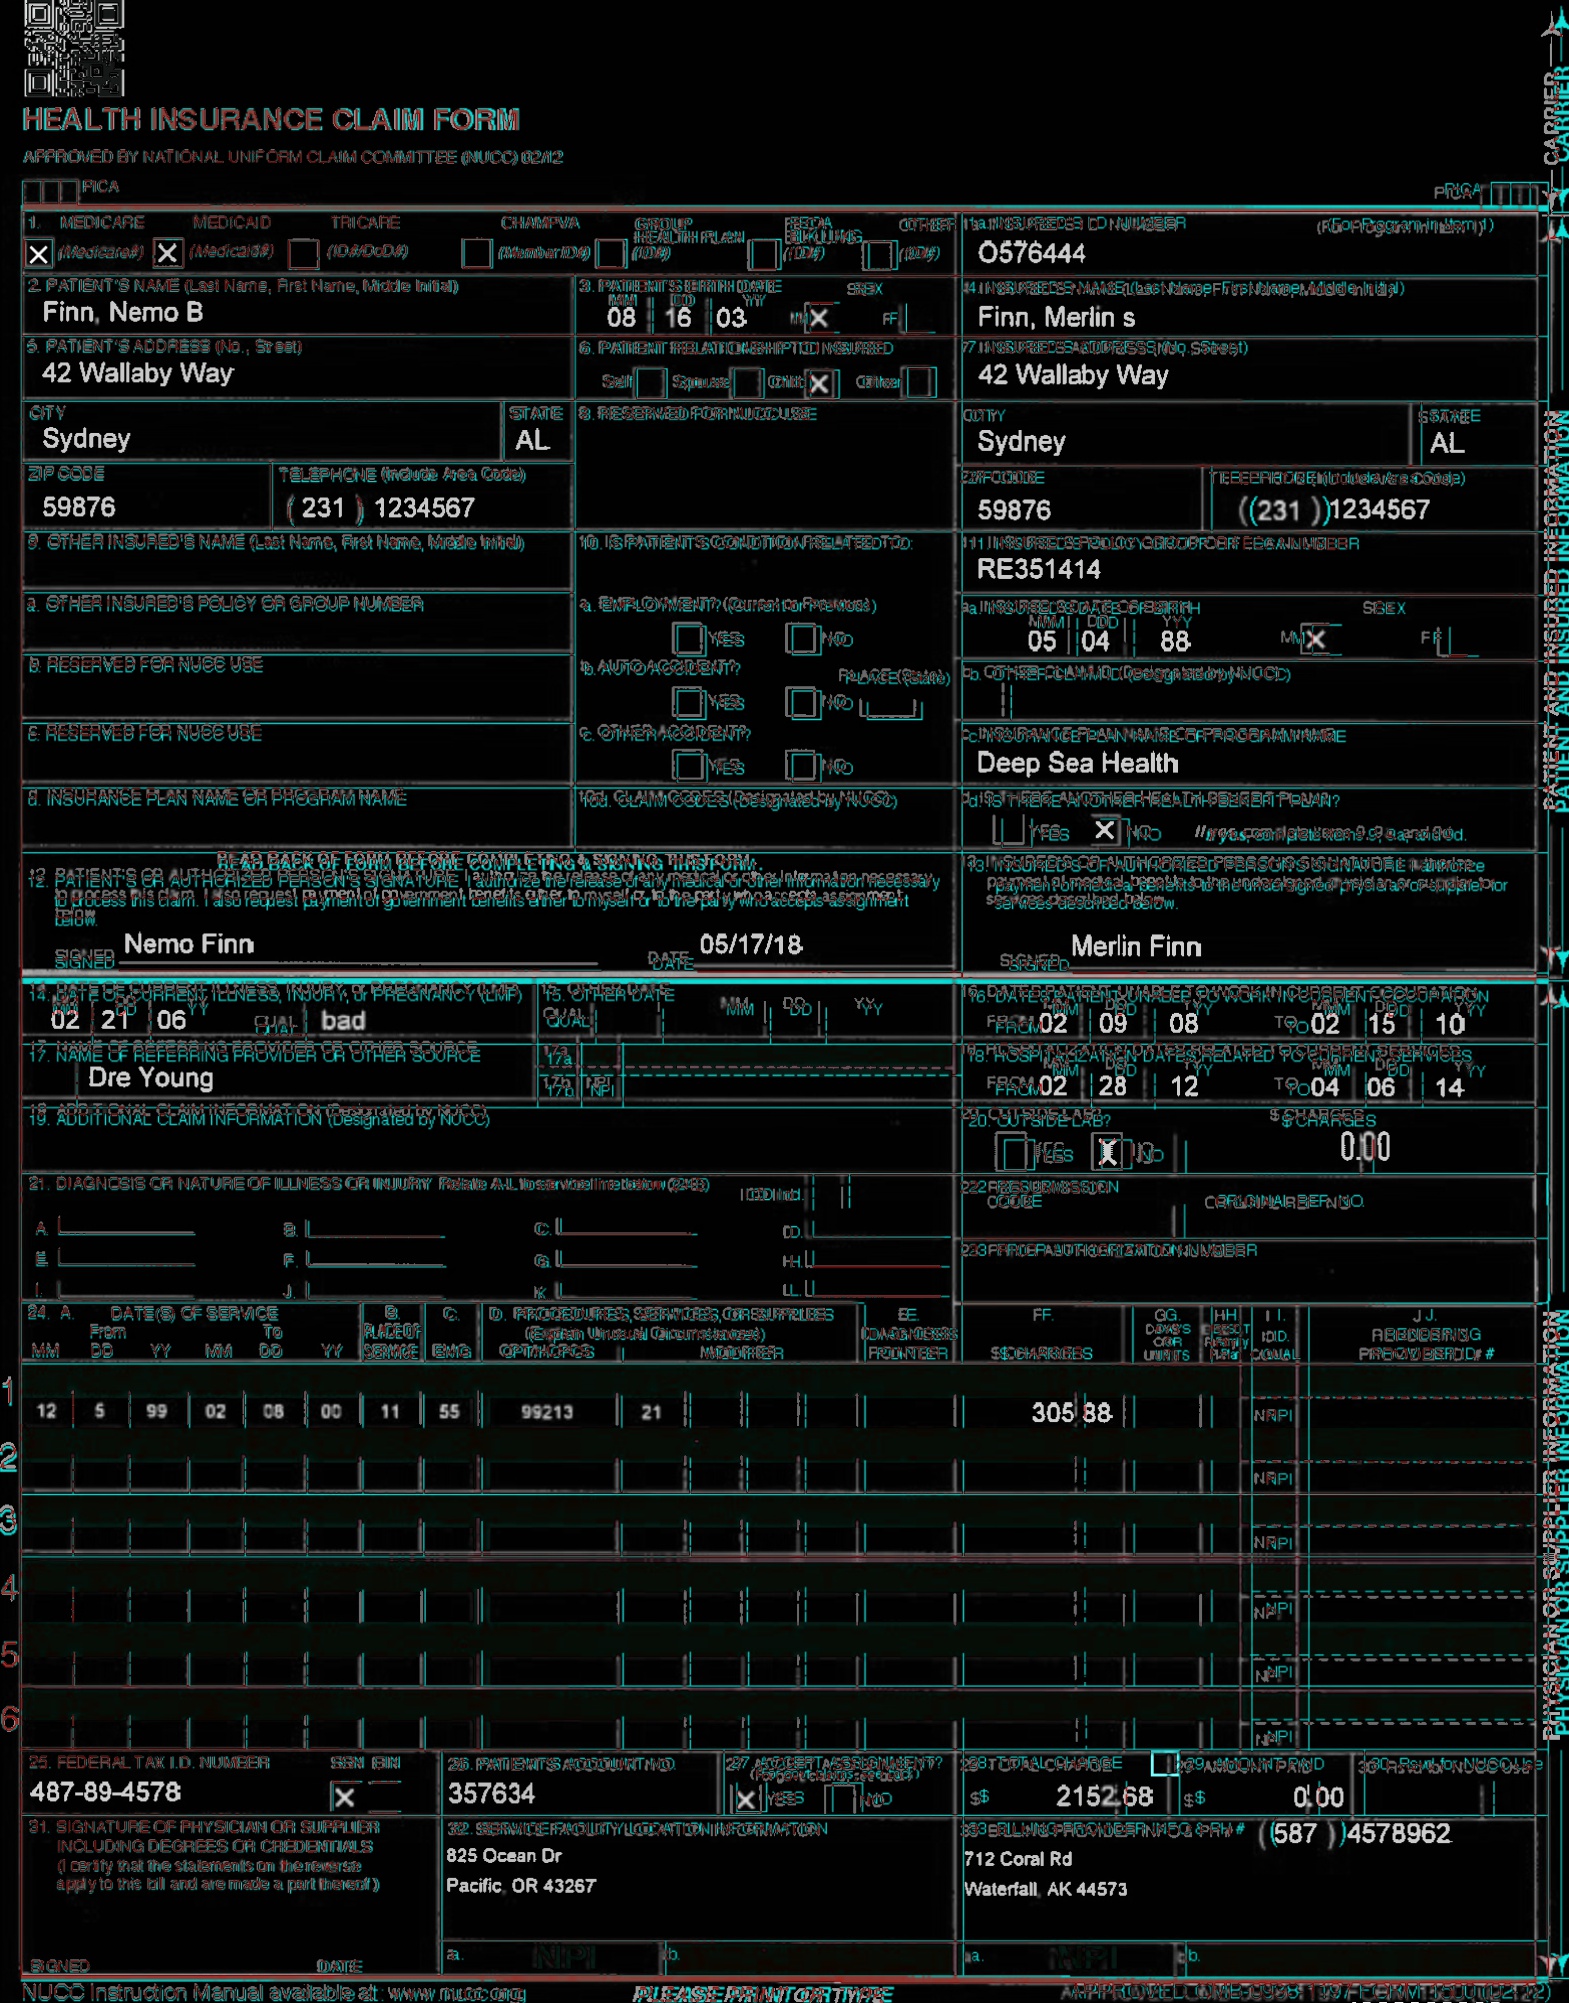 HEALTH INSURANCE CLAIM FORM
APPROVED BY NATIONAL UNIFORM CLAIM COMMITTEE (NUCC) 02/12
PICA
PICA
CARRIER
1. MEDICARE MEDICAID TRICARE CHAMPVA GROUP HEALTH PLAN FECA BLK LUNG OTHER
X (Medicare#) X (Medicaid#) (ID#/DoD#) (Member ID#) (ID#) (ID#) (ID#)
1a. INSURED'S I.D. NUMBER (For Program in Item 1)
O576444
2. PATIENT'S NAME (Last Name, First Name, Middle Initial)
Finn, Nemo B
3. PATIENT'S BIRTH DATE SEX
MM DD YY
08 16 03 M X F
4. INSURED'S NAME (Last Name, First Name, Middle Initial)
Finn, Merlin s
5. PATIENT'S ADDRESS (No., Street)
42 Wallaby Way
6. PATIENT RELATIONSHIP TO INSURED
Self Spouse Child X Other
7. INSURED'S ADDRESS (No., Street)
42 Wallaby Way
CITY STATE
Sydney AL
8. RESERVED FOR NUCC USE
CITY STATE
Sydney AL
ZIP CODE TELEPHONE (Include Area Code)
59876 (231) 1234567
ZIP CODE TELEPHONE (Include Area Code)
59876 (231) 1234567
9. OTHER INSURED'S NAME (Last Name, First Name, Middle Initial)
10. IS PATIENT'S CONDITION RELATED TO:
11. INSURED'S POLICY GROUP OR FECA NUMBER
RE351414
a. OTHER INSURED'S POLICY OR GROUP NUMBER
a. EMPLOYMENT? (Current or Previous)
YES NO
a. INSURED'S DATE OF BIRTH SEX
MM DD YY
05 04 88 M X F
b. RESERVED FOR NUCC USE
b. AUTO ACCIDENT? PLACE (State)
YES NO
b. OTHER CLAIM ID (Designated by NUCC)
c. RESERVED FOR NUCC USE
c. OTHER ACCIDENT?
YES NO
c. INSURANCE PLAN NAME OR PROGRAM NAME
Deep Sea Health
d. INSURANCE PLAN NAME OR PROGRAM NAME
10d. CLAIM CODES (Designated by NUCC)
d. IS THERE ANOTHER HEALTH BENEFIT PLAN?
YES X NO If yes, complete items 9, 9a, and 9d.
READ BACK OF FORM BEFORE COMPLETING & SIGNING THIS FORM.
12. PATIENT'S OR AUTHORIZED PERSON'S SIGNATURE I authorize the release of any medical or other information necessary
to process this claim. I also request payment of government benefits either to myself or to the party who accepts assignment
below.
SIGNED Nemo Finn DATE 05/17/18
13. INSURED'S OR AUTHORIZED PERSON'S SIGNATURE I authorize
payment of medical benefits to the undersigned physician or supplier for
services described below.
SIGNED Merlin Finn
PATIENT AND INSURED INFORMATION
14. DATE OF CURRENT ILLNESS, INJURY, or PREGNANCY (LMP)
MM DD YY
02 21 06 QUAL. bad
15. OTHER DATE
QUAL. MM DD YY
16. DATES PATIENT UNABLE TO WORK IN CURRENT OCCUPATION
MM DD YY MM DD YY
FROM 02 09 08 TO 02 15 10
17. NAME OF REFERRING PROVIDER OR OTHER SOURCE
Dre Young
17a.
17b. NPI
18. HOSPITALIZATION DATES RELATED TO CURRENT SERVICES
MM DD YY MM DD YY
FROM 02 28 12 TO 04 06 14
19. ADDITIONAL CLAIM INFORMATION (Designated by NUCC)
20. OUTSIDE LAB? $ CHARGES
YES X NO 0.00
21. DIAGNOSIS OR NATURE OF ILLNESS OR INJURY Relate A-L to service line below (24E) ICD Ind.
A. B. C. D.
E. F. G. H.
I. J. K. L.
22. RESUBMISSION CODE ORIGINAL REF. NO.
23. PRIOR AUTHORIZATION NUMBER
24. A. DATE(S) OF SERVICE
From To
MM DD YY MM DD YY
B. PLACE OF SERVICE
C. EMG
D. PROCEDURES, SERVICES, OR SUPPLIES
(Explain Unusual Circumstances)
CPT/HCPCS MODIFIER
E. DIAGNOSIS POINTER
F. $ CHARGES
G. DAYS OR UNITS
H. EPSDT Family Plan
I. ID. QUAL.
J. RENDERING PROVIDER ID. #
1 12 5 99 02 08 00 11 55 99213 21 305 88 NPI
2 NPI
3 NPI
4 NPI
5 NPI
6 NPI
PHYSICIAN OR SUPPLIER INFORMATION
25. FEDERAL TAX I.D. NUMBER SSN EIN
487-89-4578 X
26. PATIENT'S ACCOUNT NO.
357634
27. ACCEPT ASSIGNMENT?
(For govt. claims, see back)
X YES NO
28. TOTAL CHARGE
$ 2152.68
29. AMOUNT PAID
$ 0.00
30. Rsvd for NUCC Use
31. SIGNATURE OF PHYSICIAN OR SUPPLIER
INCLUDING DEGREES OR CREDENTIALS
(I certify that the statements on the reverse
apply to this bill and are made a part thereof.)
SIGNED DATE
32. SERVICE FACILITY LOCATION INFORMATION
825 Ocean Dr
Pacific, OR 43267
a. NPI b.
33. BILLING PROVIDER INFO & PH # (587) 4578962
712 Coral Rd
Waterfall, AK 44573
a. NPI b.
NUCC Instruction Manual available at: www.nucc.org
PLEASE PRINT OR TYPE